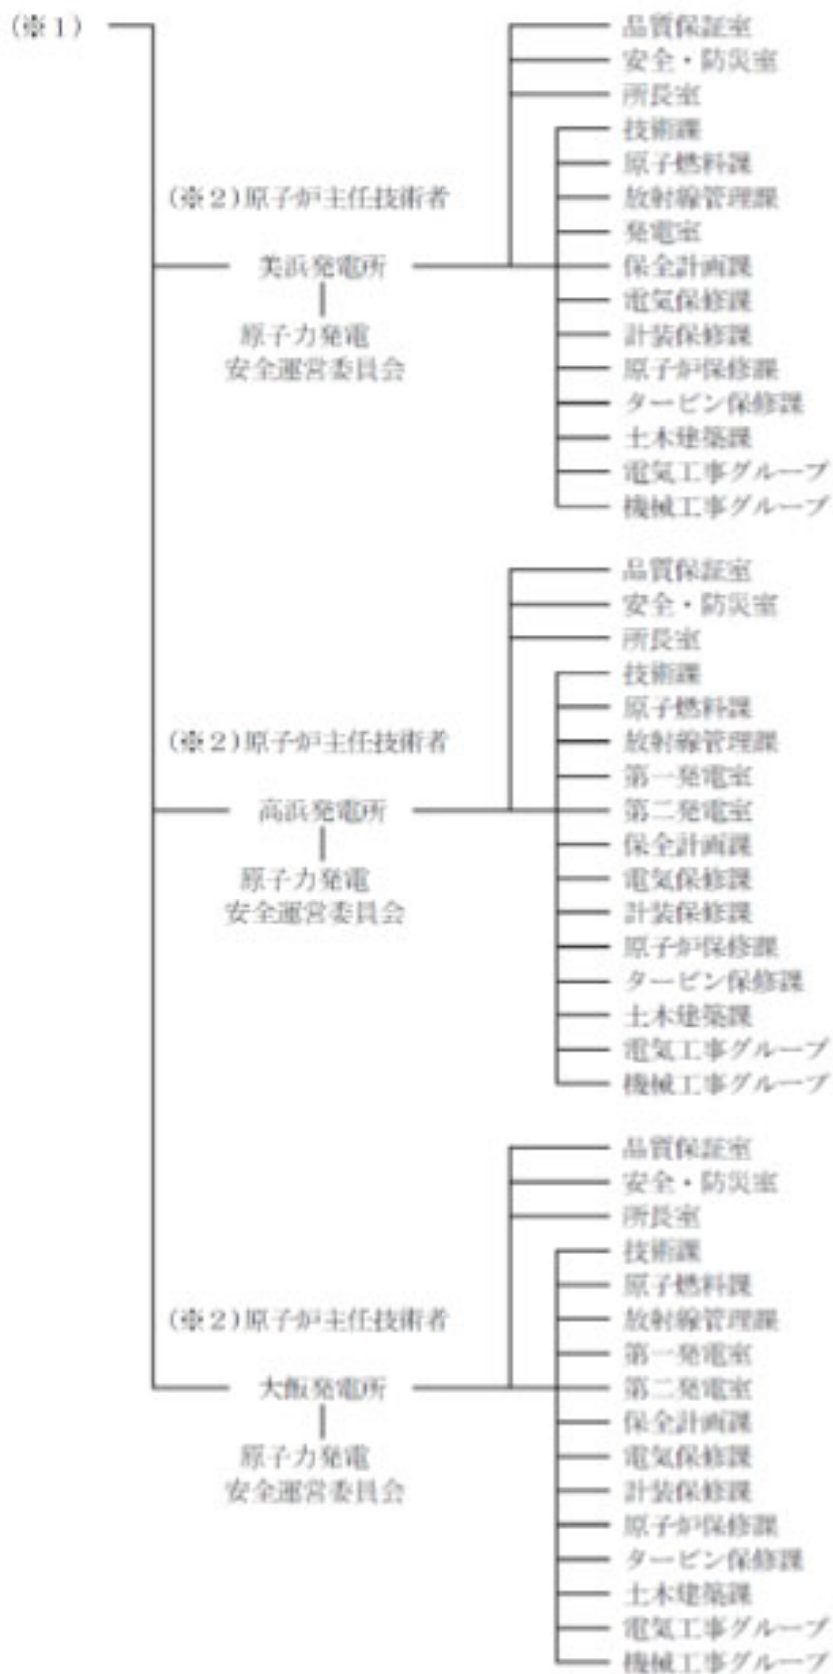 (※1)
品質保証室
安全・防災室
所長室
技術課
原子燃料課
放射線管理課
発電室
保全計画課
電気保修課
計装保修課
原子炉保修課
タービン保修課
土木建築課
電気工事グループ
機械工事グループ
(※2)原子炉主任技術者
美浜発電所
原子力発電
安全運営委員会
品質保証室
安全・防災室
所長室
技術課
原子燃料課
放射線管理課
第一発電室
第二発電室
保全計画課
電気保修課
計装保修課
原子炉保修課
タービン保修課
土木建築課
電気工事グループ
機械工事グループ
(※2)原子炉主任技術者
高浜発電所
原子力発電
安全運営委員会
品質保証室
安全・防災室
所長室
技術課
原子燃料課
放射線管理課
第一発電室
第二発電室
保全計画課
電気保修課
計装保修課
原子炉保修課
タービン保修課
土木建築課
電気工事グループ
機械工事グループ
(※2)原子炉主任技術者
大飯発電所
原子力発電
安全運営委員会